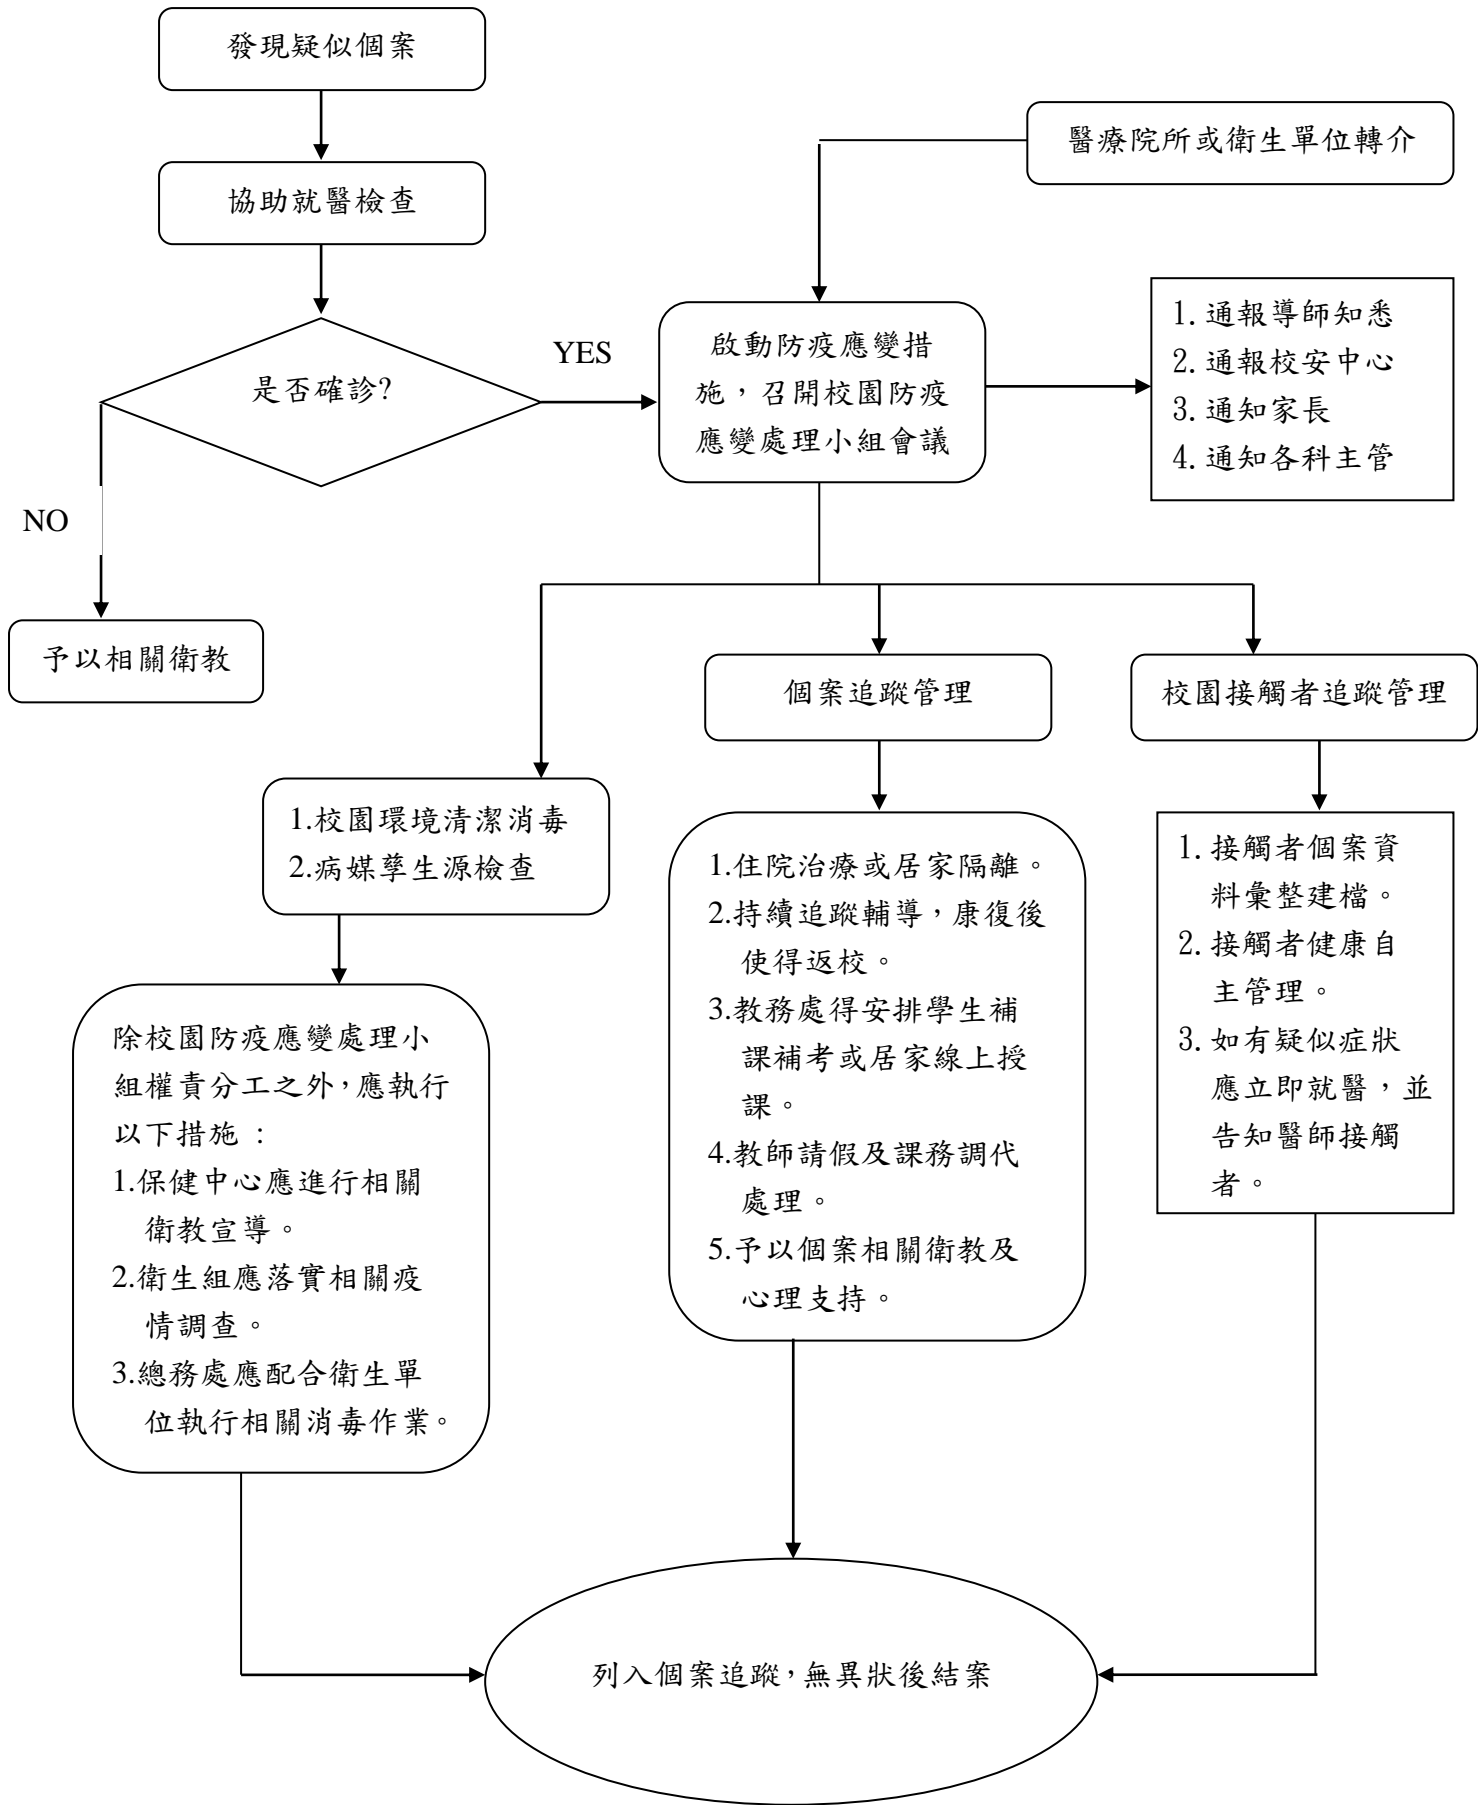 發現疑似個案
醫療院所或衛生單位轉介
協助就醫檢查
是否確診?
YES
NO
啟動防疫應變措
施，召開校園防疫
應變處理小組會議
1. 通報導師知悉
2. 通報校安中心
3. 通知家長
4. 通知各科主管
予以相關衛教
個案追蹤管理
校園接觸者追蹤管理
1.校園環境清潔消毒
2.病媒孳生源檢查
除校園防疫應變處理小
組權責分工之外，應執行
以下措施：
1.保健中心應進行相關
衛教宣導。
2.衛生組應落實相關疫
情調查。
3.總務處應配合衛生單
位執行相關消毒作業。
1.住院治療或居家隔離。
2.持續追蹤輔導，康復後
使得返校。
3.教務處得安排學生補
課補考或居家線上授
課。
4.教師請假及課務調代
處理。
5.予以個案相關衛教及
心理支持。
1. 接觸者個案資
料彙整建檔。
2. 接觸者健康自
主管理。
3. 如有疑似症狀
應立即就醫，並
告知醫師接觸
者。
列入個案追蹤，無異狀後結案